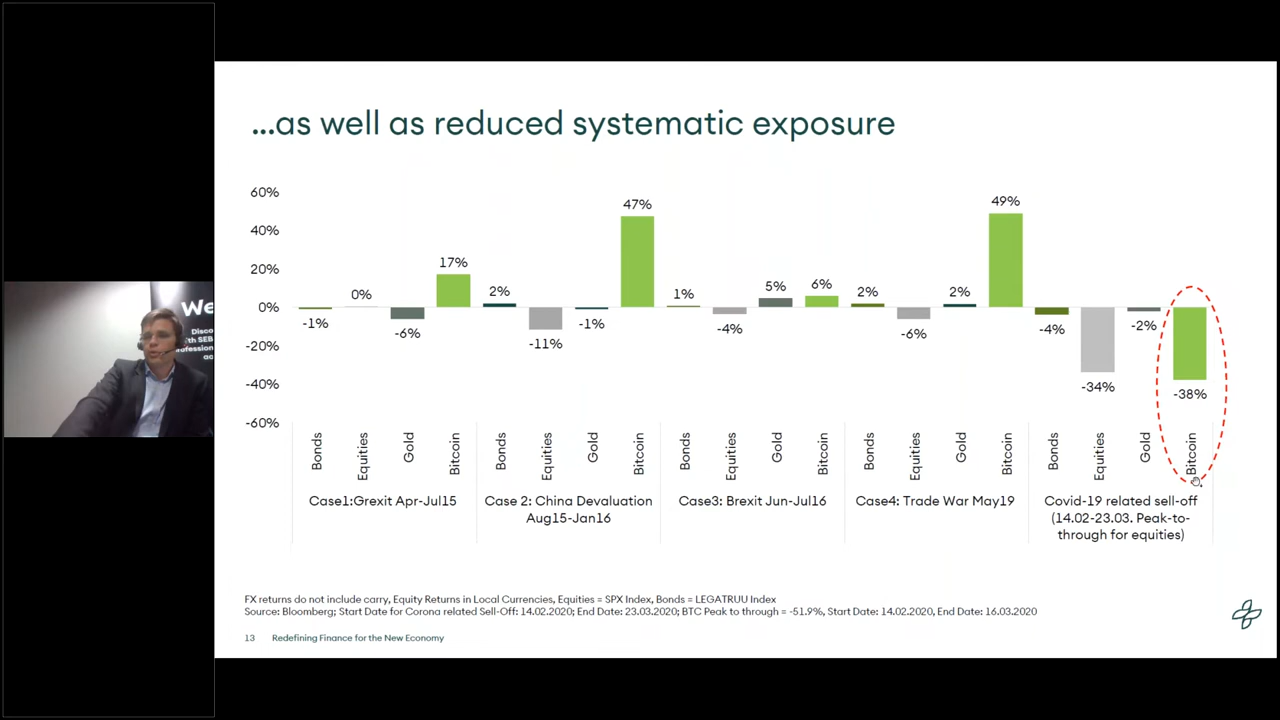 ...as well as reduced systematic exposure
60%
40%
20%
0%
-20%
-40%
-60%
-1%
0%
-6%
17%
2%
-11%
-1%
47%
1%
-4%
5%
6%
2%
-6%
2%
49%
-4%
-34%
-2%
-38%
Bonds
Equities
Gold
Bitcoin
Bonds
Equities
Gold
Bitcoin
Bonds
Equities
Gold
Bitcoin
Bonds
Equities
Gold
Bitcoin
Bonds
Equities
Gold
Bitcoin
Case1:Grexit Apr-Jul15
Case 2: China Devaluation
Aug15-Jan16
Case3: Brexit Jun-Jul16
Case4: Trade War May19
Covid-19 related sell-off
(14.02-23.03. Peak-to-
through for equities)
FX returns do not include carry, Equity Returns in Local Currencies, Equities = SPX Index, Bonds = LEGATRUU Index
Source: Bloomberg; Start Date for Corona related Sell-Off: 14.02.2020; End Date: 23.03.2020; BTC Peak to through = -51.9%, Start Date: 14.02.2020, End Date: 16.03.2020
13 Redefining Finance for the New Economy
We
Disco
th SEB